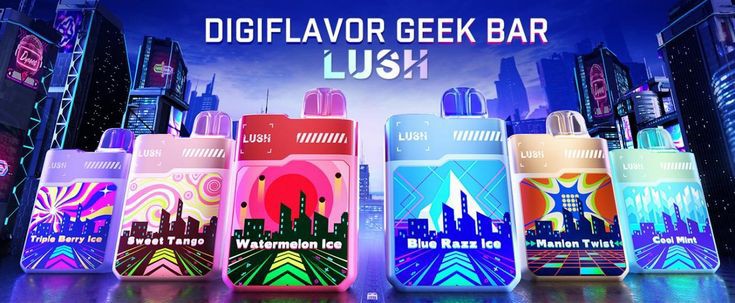 DIGIFLAVOR GEEK BAR
LUSH
LUSH
Triple Berry Ice
LUSH
Sweet Tango
LUSH
Watermelon Ice
LUSH
Blue Razz Ice
LUSH
Manlon Twist
LUSH
Cool Mint